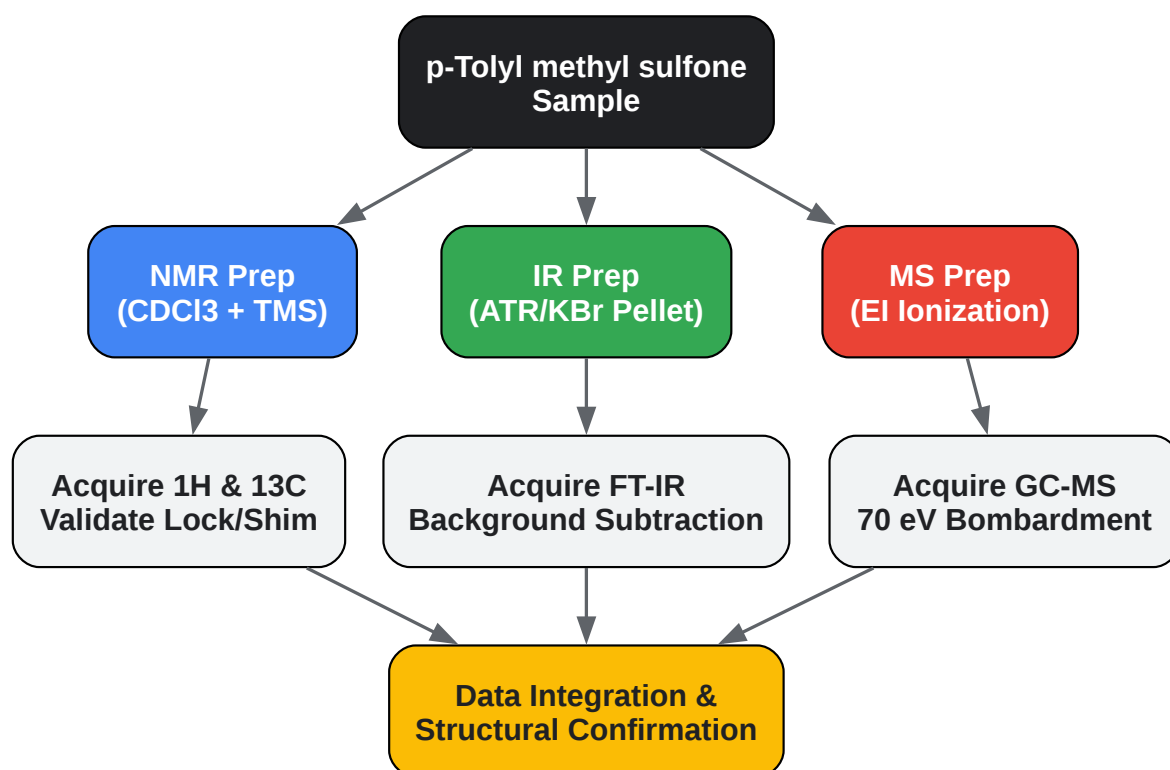 p-Tolyl methyl sulfone
Sample
NMR Prep
(CDCl3 + TMS)
IR Prep
(ATR/KBr Pellet)
MS Prep
(EI Ionization)
Acquire 1H & 13C
Validate Lock/Shim
Acquire FT-IR
Background Subtraction
Acquire GC-MS
70 eV Bombardment
Data Integration &
Structural Confirmation